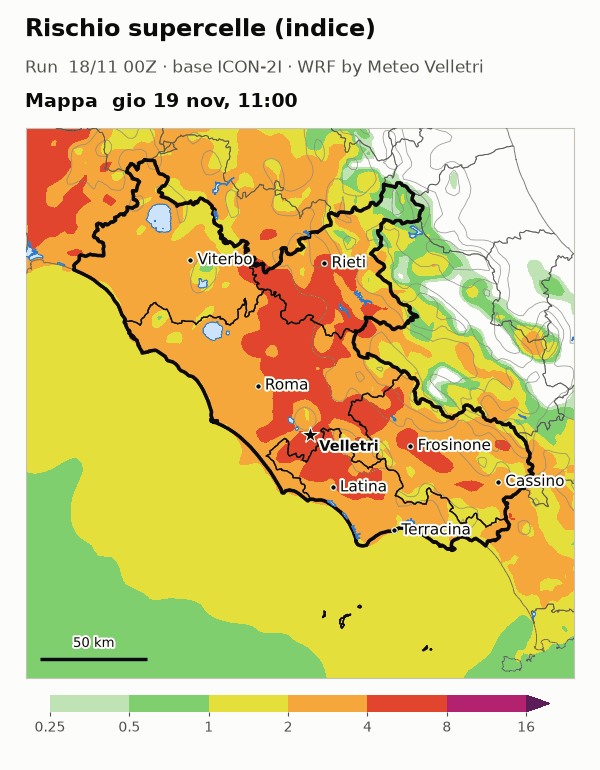 Rischio supercelle (indice)
Run  18/11 00Z · base ICON-2I · WRF by Meteo Velletri
Mappa  gio 19 nov, 11:00
Viterbo
Rieti
Roma
Velletri
Frosinone
Cassino
Latina
Terracina
50 km
0.25 0.5 1 2 4 8 16